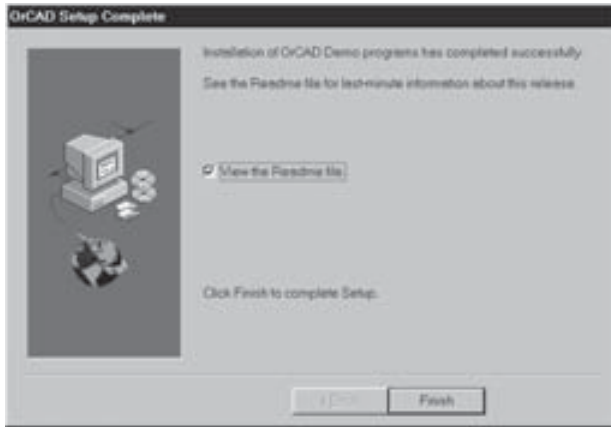 OrCAD Setup Complete
Installation of OrCAD Demo programs has completed successfully.
See the Readme file for last-minute information about this release.
View the Readme file.
Click Finish to complete Setup.
< Back
Finish